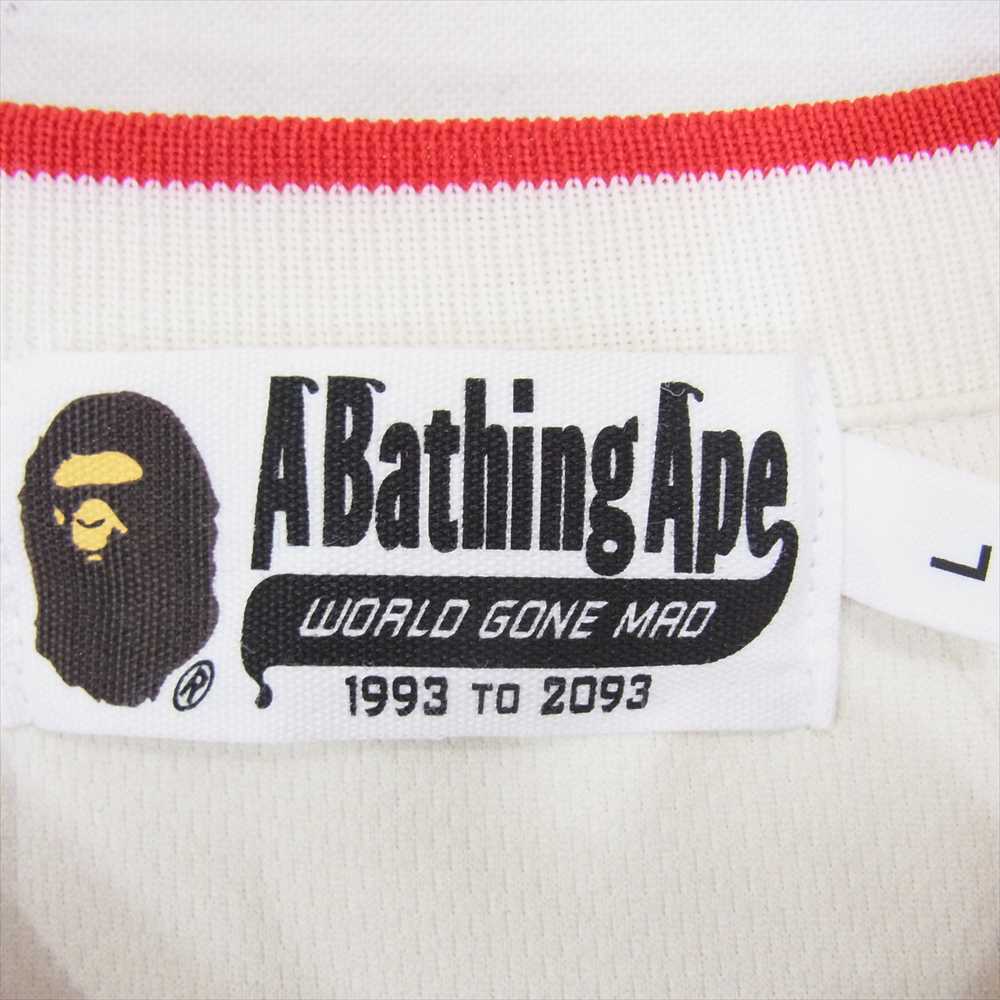 A Bathing Ape
WORLD GONE MAD
1993 TO 2093
®
L